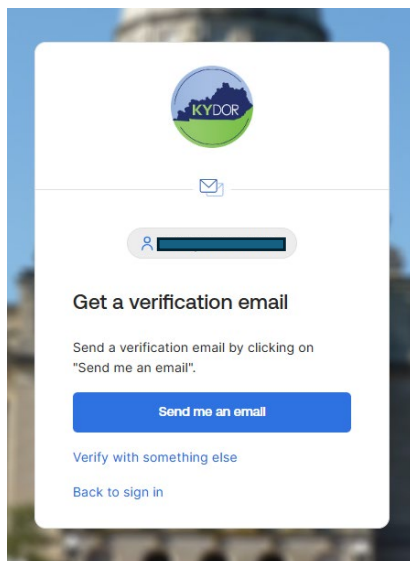 KYDOR
Get a verification email
Send a verification email by clicking on
"Send me an email".
Send me an email
Verify with something else
Back to sign in